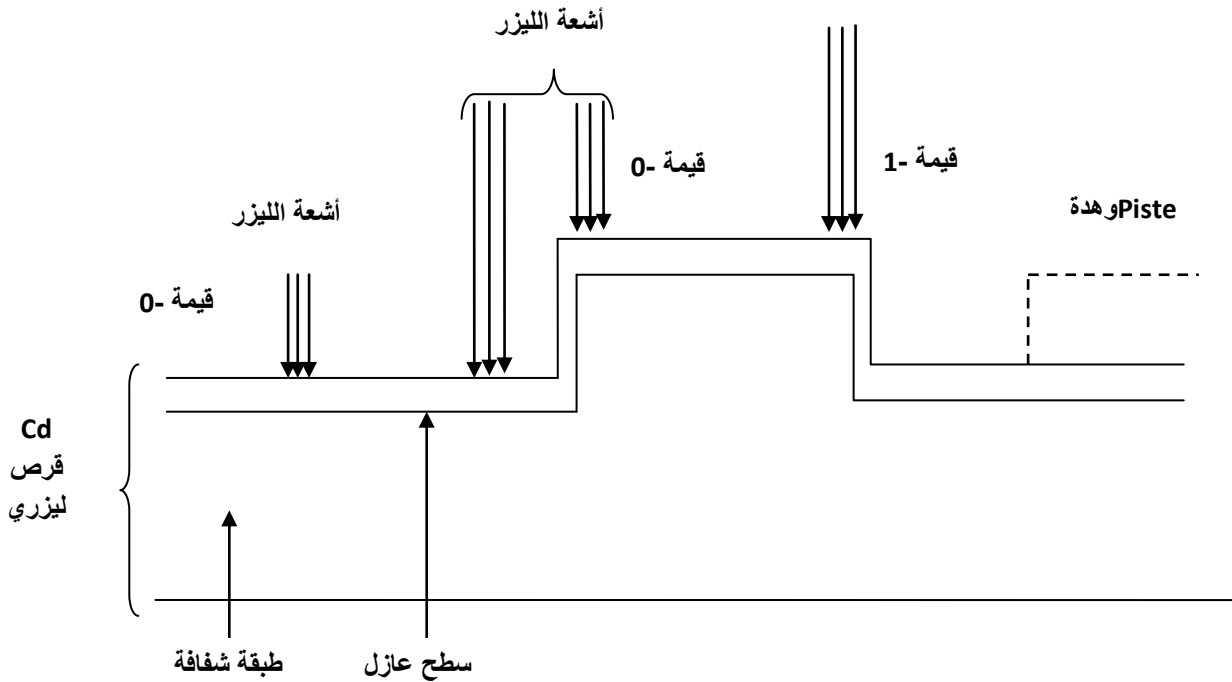 أشعة الليزر
قيمة -1
قيمة -0
وهدة Piste
أشعة الليزر
قيمة -0
Cd
قرص
ليزري
سطح عازل
طبقة شفافة